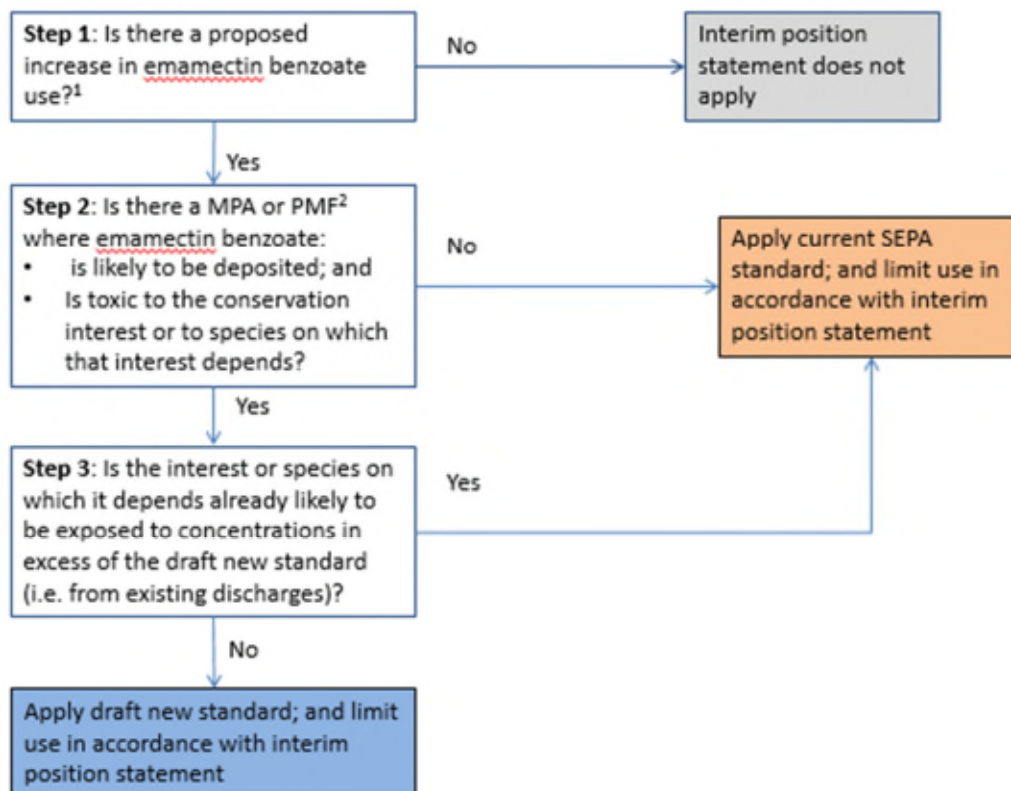 Step 1: Is there a proposed
increase in emamectin benzoate
use?¹
No
Interim position
statement does not
apply
Yes
Step 2: Is there a MPA or PMF²
where emamectin benzoate:
• is likely to be deposited; and
• Is toxic to the conservation
interest or to species on which
that interest depends?
No
Apply current SEPA
standard; and limit use in
accordance with interim
position statement
Yes
Step 3: Is the interest or species on
which it depends already likely to
be exposed to concentrations in
excess of the draft new standard
(i.e. from existing discharges)?
Yes
No
Apply draft new standard; and limit
use in accordance with interim
position statement